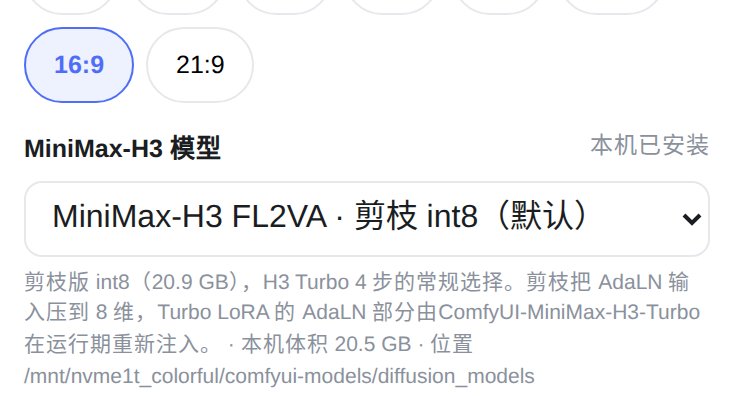 16:9
21:9
MiniMax-H3 模型
本机已安装
MiniMax-H3 FL2VA · 剪枝 int8（默认）
剪枝版 int8（20.9 GB），H3 Turbo 4 步的常规选择。剪枝把 AdaLN 输
入压到 8 维，Turbo LoRA 的 AdaLN 部分由ComfyUI-MiniMax-H3-Turbo
在运行期重新注入。 · 本机体积 20.5 GB · 位置
/mnt/nvme1t_colorful/comfyui-models/diffusion_models